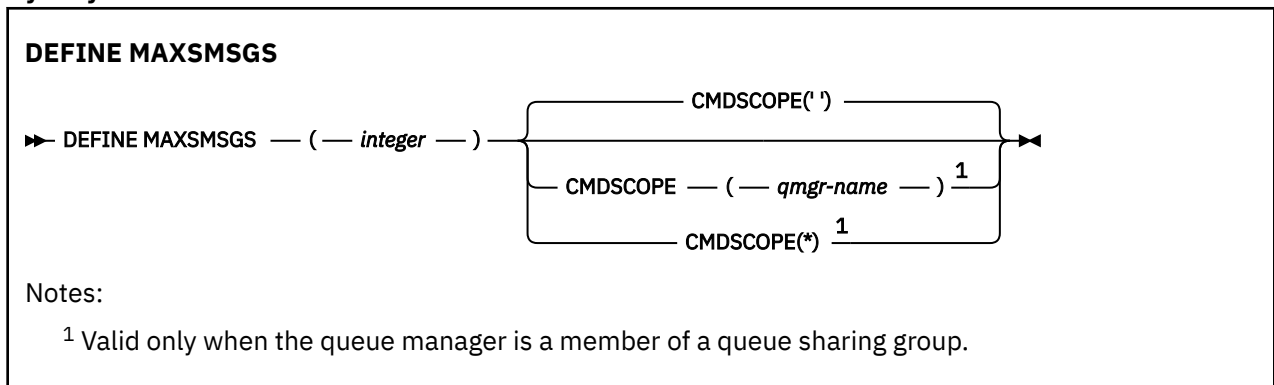 DEFINE MAXSMSGS
CMDSCOPE(' ')
DEFINE MAXSMSGS ( integer )
CMDSCOPE ( qmgr-name ) 1
CMDSCOPE(*) 1
Notes:
1 Valid only when the queue manager is a member of a queue sharing group.